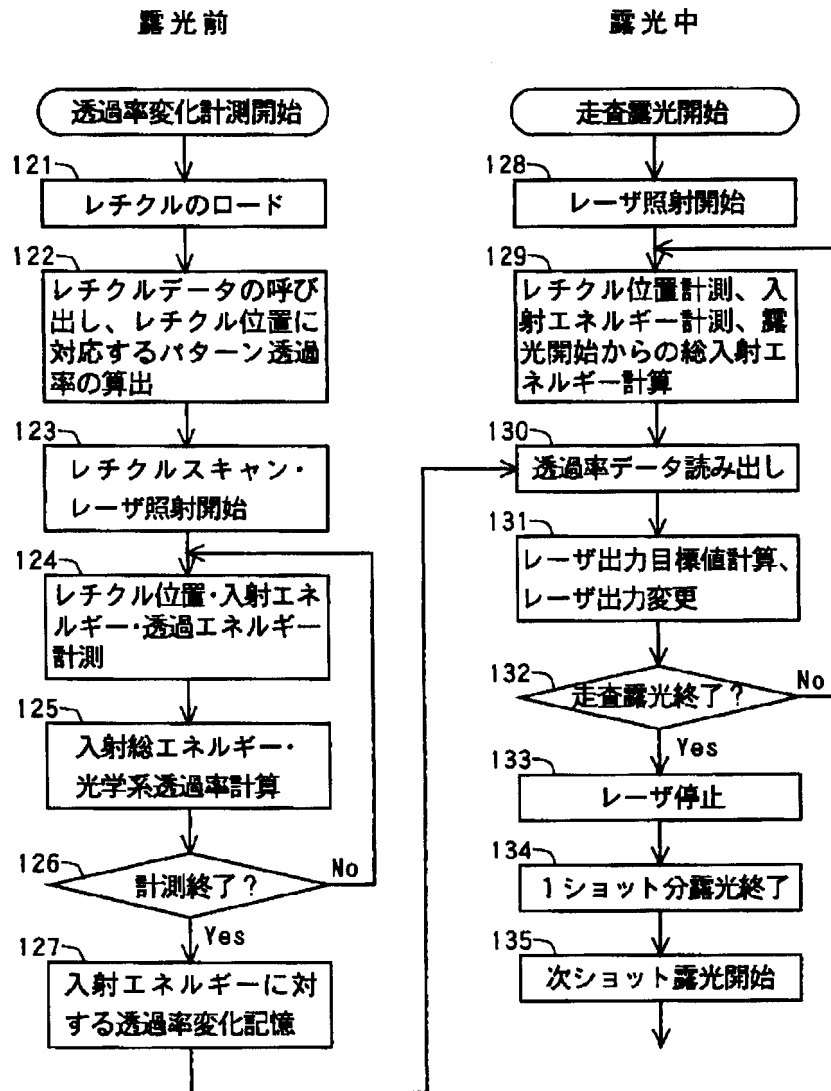 露光前
透過率変化計測開始
121
レチクルのロード
122
レチクルデータの呼び
出し、レチクル位置に
対応するパターン透過
率の算出
123
レチクルスキャン・
レーザ照射開始
124
レチクル位置・入射エネ
ルギー・透過エネルギー
計測
125
入射総エネルギー・
光学系透過率計算
126
計測終了?
No
Yes
127
入射エネルギーに対
する透過率変化記憶
露光中
走査露光開始
128
レーザ照射開始
129
レチクル位置計測、入
射エネルギー計測、露
光開始からの総入射エ
ネルギー計算
130
透過率データ読み出し
131
レーザ出力目標値計算、
レーザ出力変更
132
走査露光終了?
No
Yes
133
レーザ停止
134
1ショット分露光終了
135
次ショット露光開始